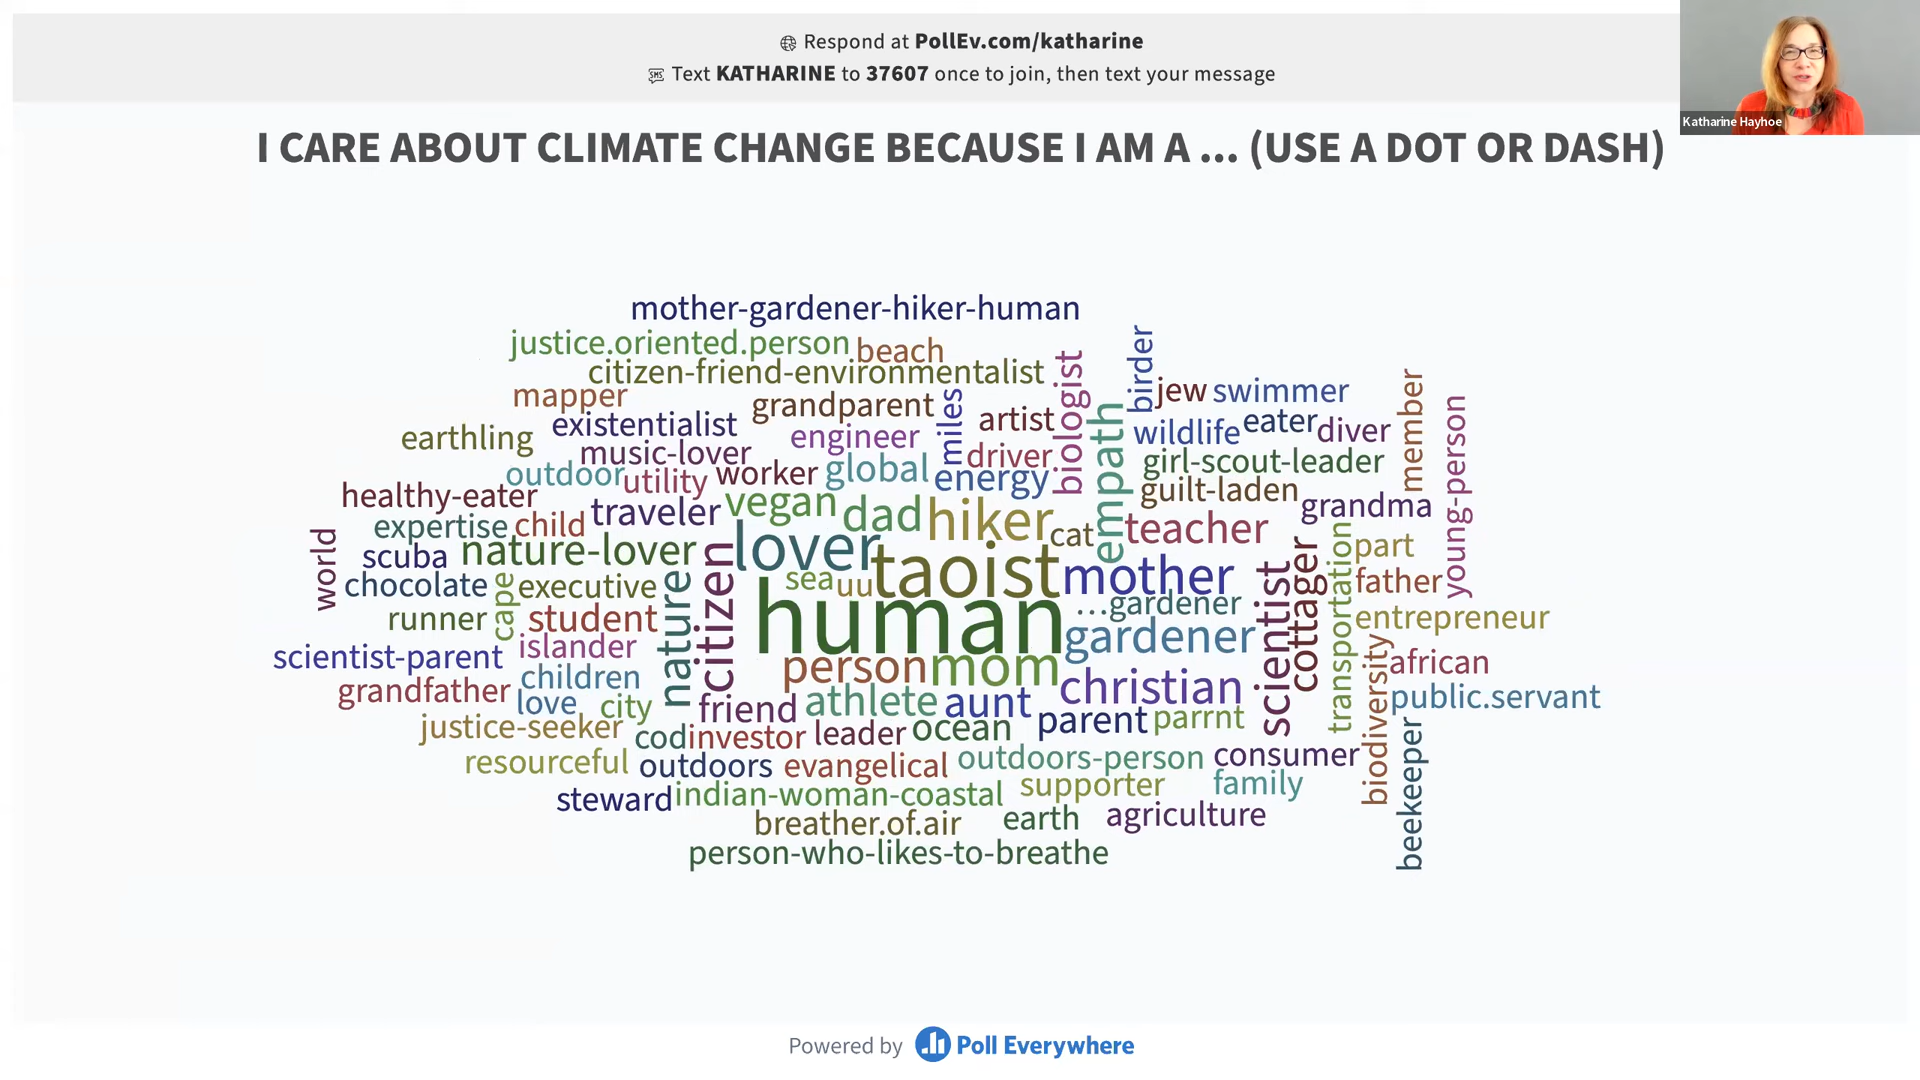 Respond at PollEv.com/katharine
Text KATHARINE to 37607 once to join, then text your message
Katharine Hayhoe
I CARE ABOUT CLIMATE CHANGE BECAUSE I AM A ... (USE A DOT OR DASH)
mother-gardener-hiker-human
justice.oriented.person
beach
citizen-friend-environmentalist
biologist
birder
mapper
grandparent
miles
artist
jew
swimmer
member
existentialist
engineer
empath
wildlife
eater
diver
young-person
earthling
music-lover
driver
girl-scout-leader
outdoor
utility
worker
global
energy
guilt-laden
healthy-eater
traveler
vegan
dad
hiker
cat
teacher
grandma
expertise
child
world
scuba
nature-lover
lover
taoist
mother
scientist
cottager
transportation
part
father
chocolate
cape
executive
nature
citizen
sea
uu
human
...gardener
entrepreneur
runner
student
gardener
islander
scientist-parent
person
mom
christian
biodiversity
african
children
grandfather
love
city
friend
athlete
aunt
parent
parrnt
public.servant
justice-seeker
cod
investor
leader
ocean
beekeeper
resourceful
outdoors
evangelical
outdoors-person
consumer
steward
indian-woman-coastal
supporter
family
breather.of.air
earth
agriculture
person-who-likes-to-breathe
Powered by Poll Everywhere